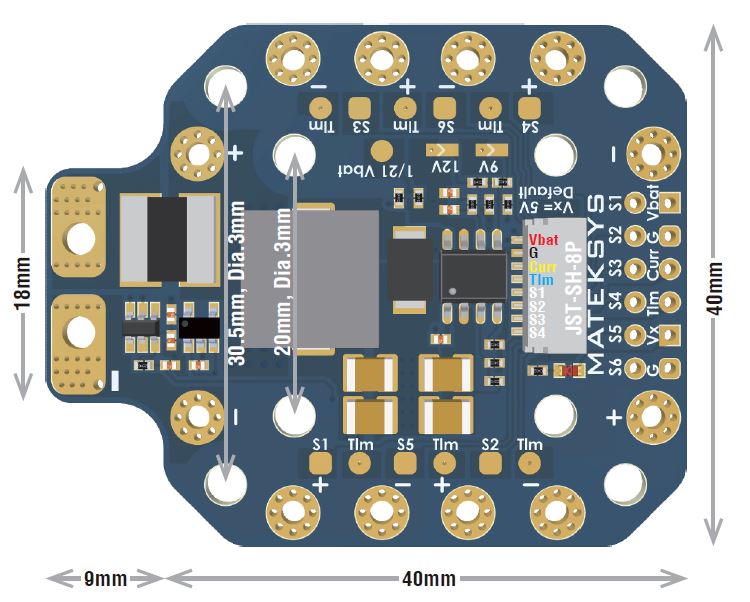 − + − +
Tlm S3 Tlm S6 Tlm S4
+ −
1/21 Vbat 12V 9V
Vx= 5V
Default
Vbat
G
Curr
Tlm
S1
S2
S3
S4
JST-SH-8P
MATEKSYS
S1 Vbat
S2 G
S3 Curr
S4 Tlm
S5 Vx
S6 G
30.5mm, Dia.3mm
20mm, Dia.3mm
18mm
40mm
−
− +
S1 Tlm S5 Tlm S2 Tlm
+ − + −
9mm
40mm